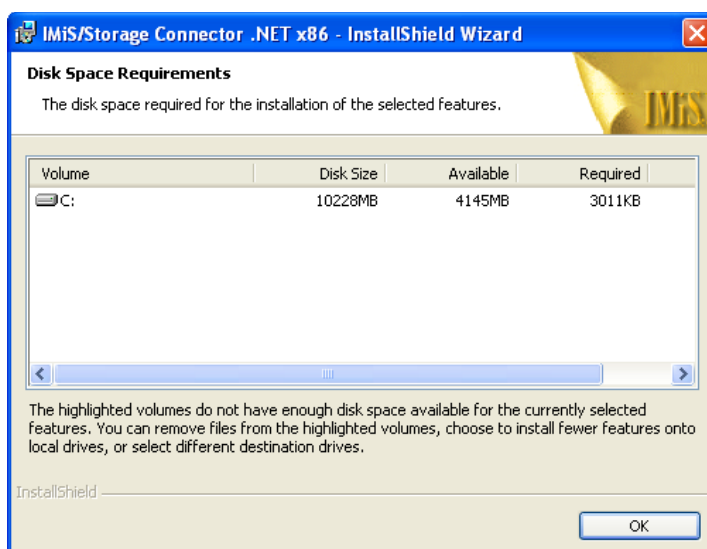 IMiS/Storage Connector .NET x86 - InstallShield Wizard
Disk Space Requirements
The disk space required for the installation of the selected features.
IMiS
Volume Disk Size Available Required
C: 10228MB 4145MB 3011KB
The highlighted volumes do not have enough disk space available for the currently selected
features. You can remove files from the highlighted volumes, choose to install fewer features onto
local drives, or select different destination drives.
InstallShield
OK